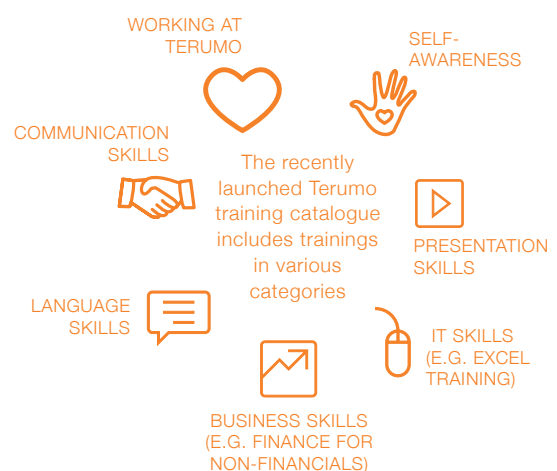 WORKING AT
TERUMO
SELF-
AWARENESS
COMMUNICATION
SKILLS
The recently
launched Terumo
training catalogue
includes trainings
in various
categories
PRESENTATION
SKILLS
LANGUAGE
SKILLS
IT SKILLS
(E.G. EXCEL
TRAINING)
BUSINESS SKILLS
(E.G. FINANCE FOR
NON-FINANCIALS)